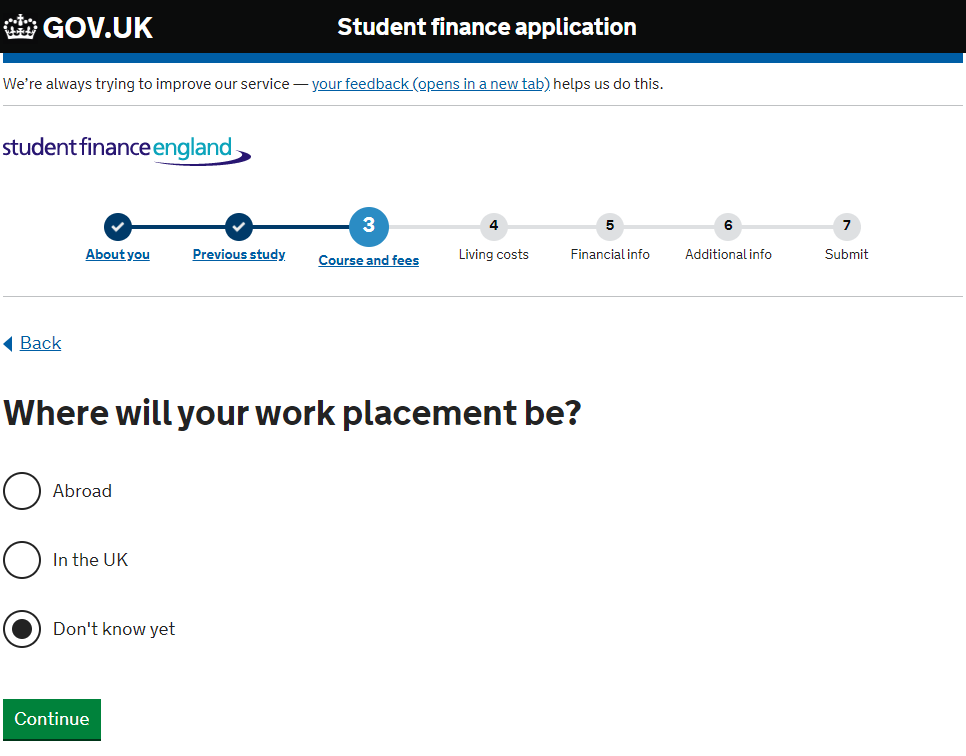 GOV.UK
Student finance application
We're always trying to improve our service — your feedback (opens in a new tab) helps us do this.
studentfinance england
3 4 5 6 7
About you Previous study Course and fees Living costs Financial info Additional info Submit
Back
Where will your work placement be?
Abroad
In the UK
Don't know yet
Continue